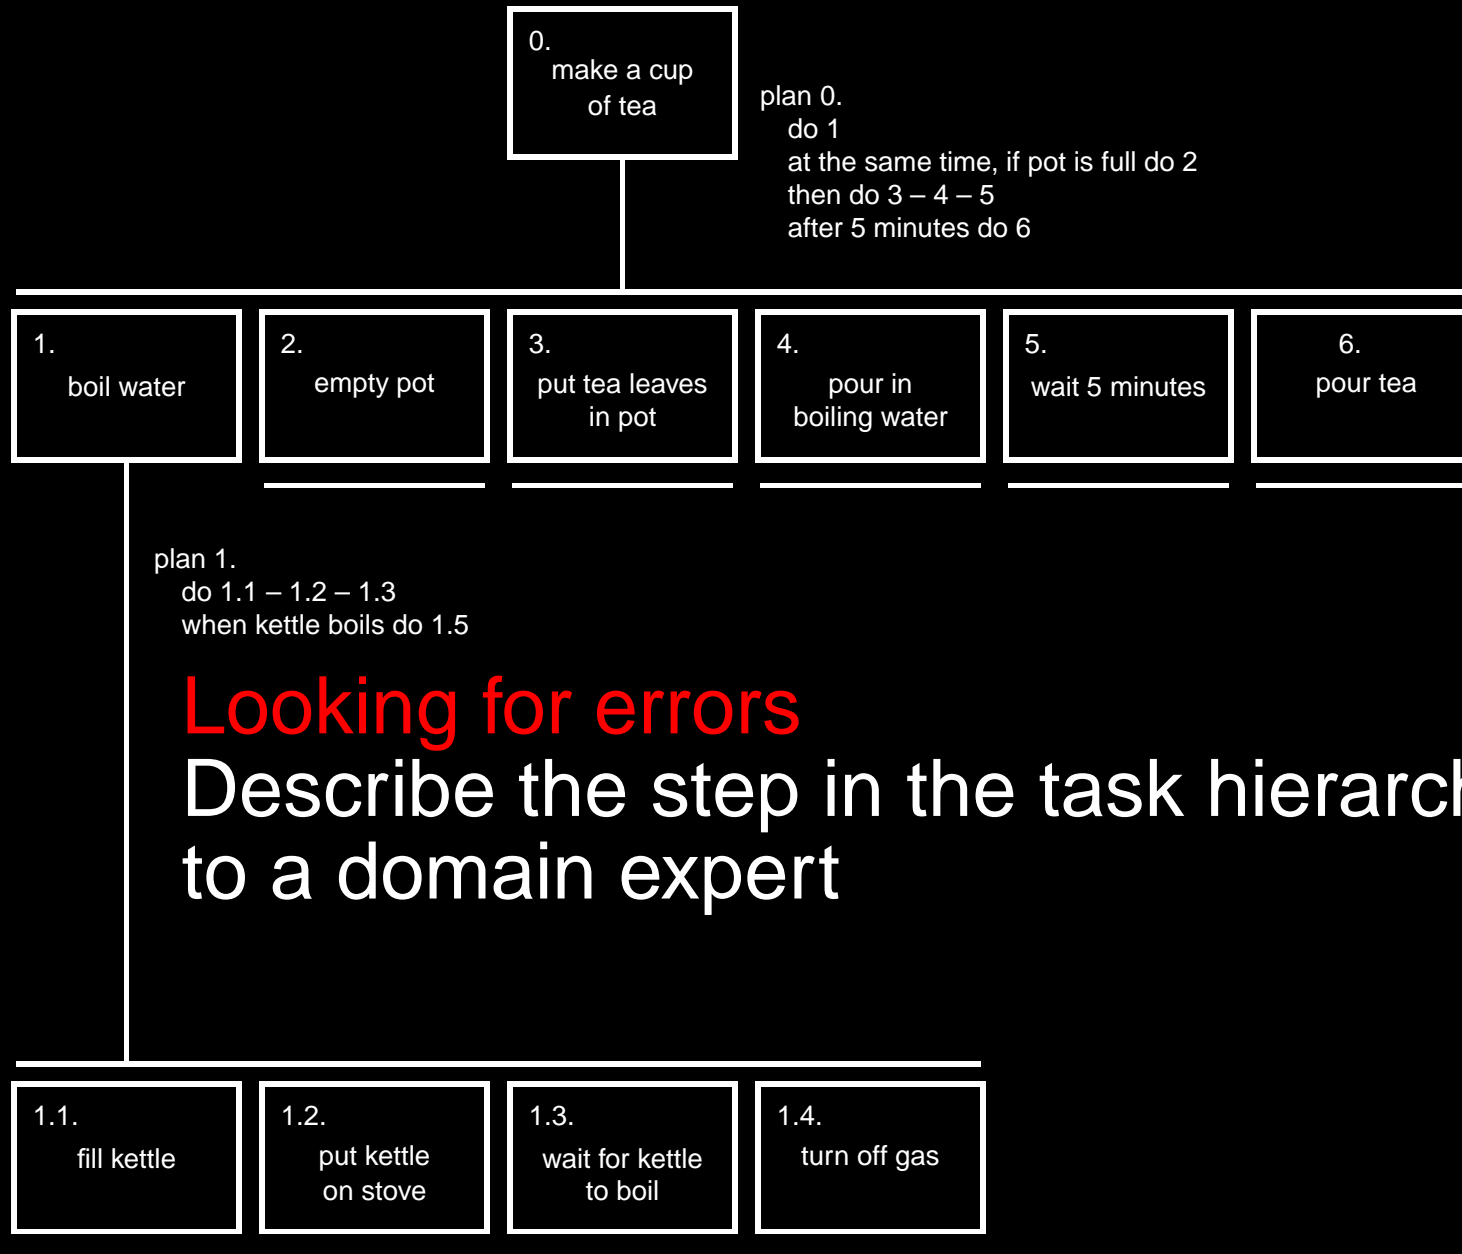 0.
make a cup
of tea
plan 0.
do 1
at the same time, if pot is full do 2
then do 3 – 4 – 5
after 5 minutes do 6
1.
boil water
2.
empty pot
3.
put tea leaves
in pot
4.
pour in
boiling water
5.
wait 5 minutes
6.
pour tea
plan 1.
do 1.1 – 1.2 – 1.3
when kettle boils do 1.5
Looking for errors
Describe the step in the task
to a domain expert
1.1.
fill kettle
1.2.
put kettle
on stove
1.3.
wait for kettle
to boil
1.4.
turn off gas